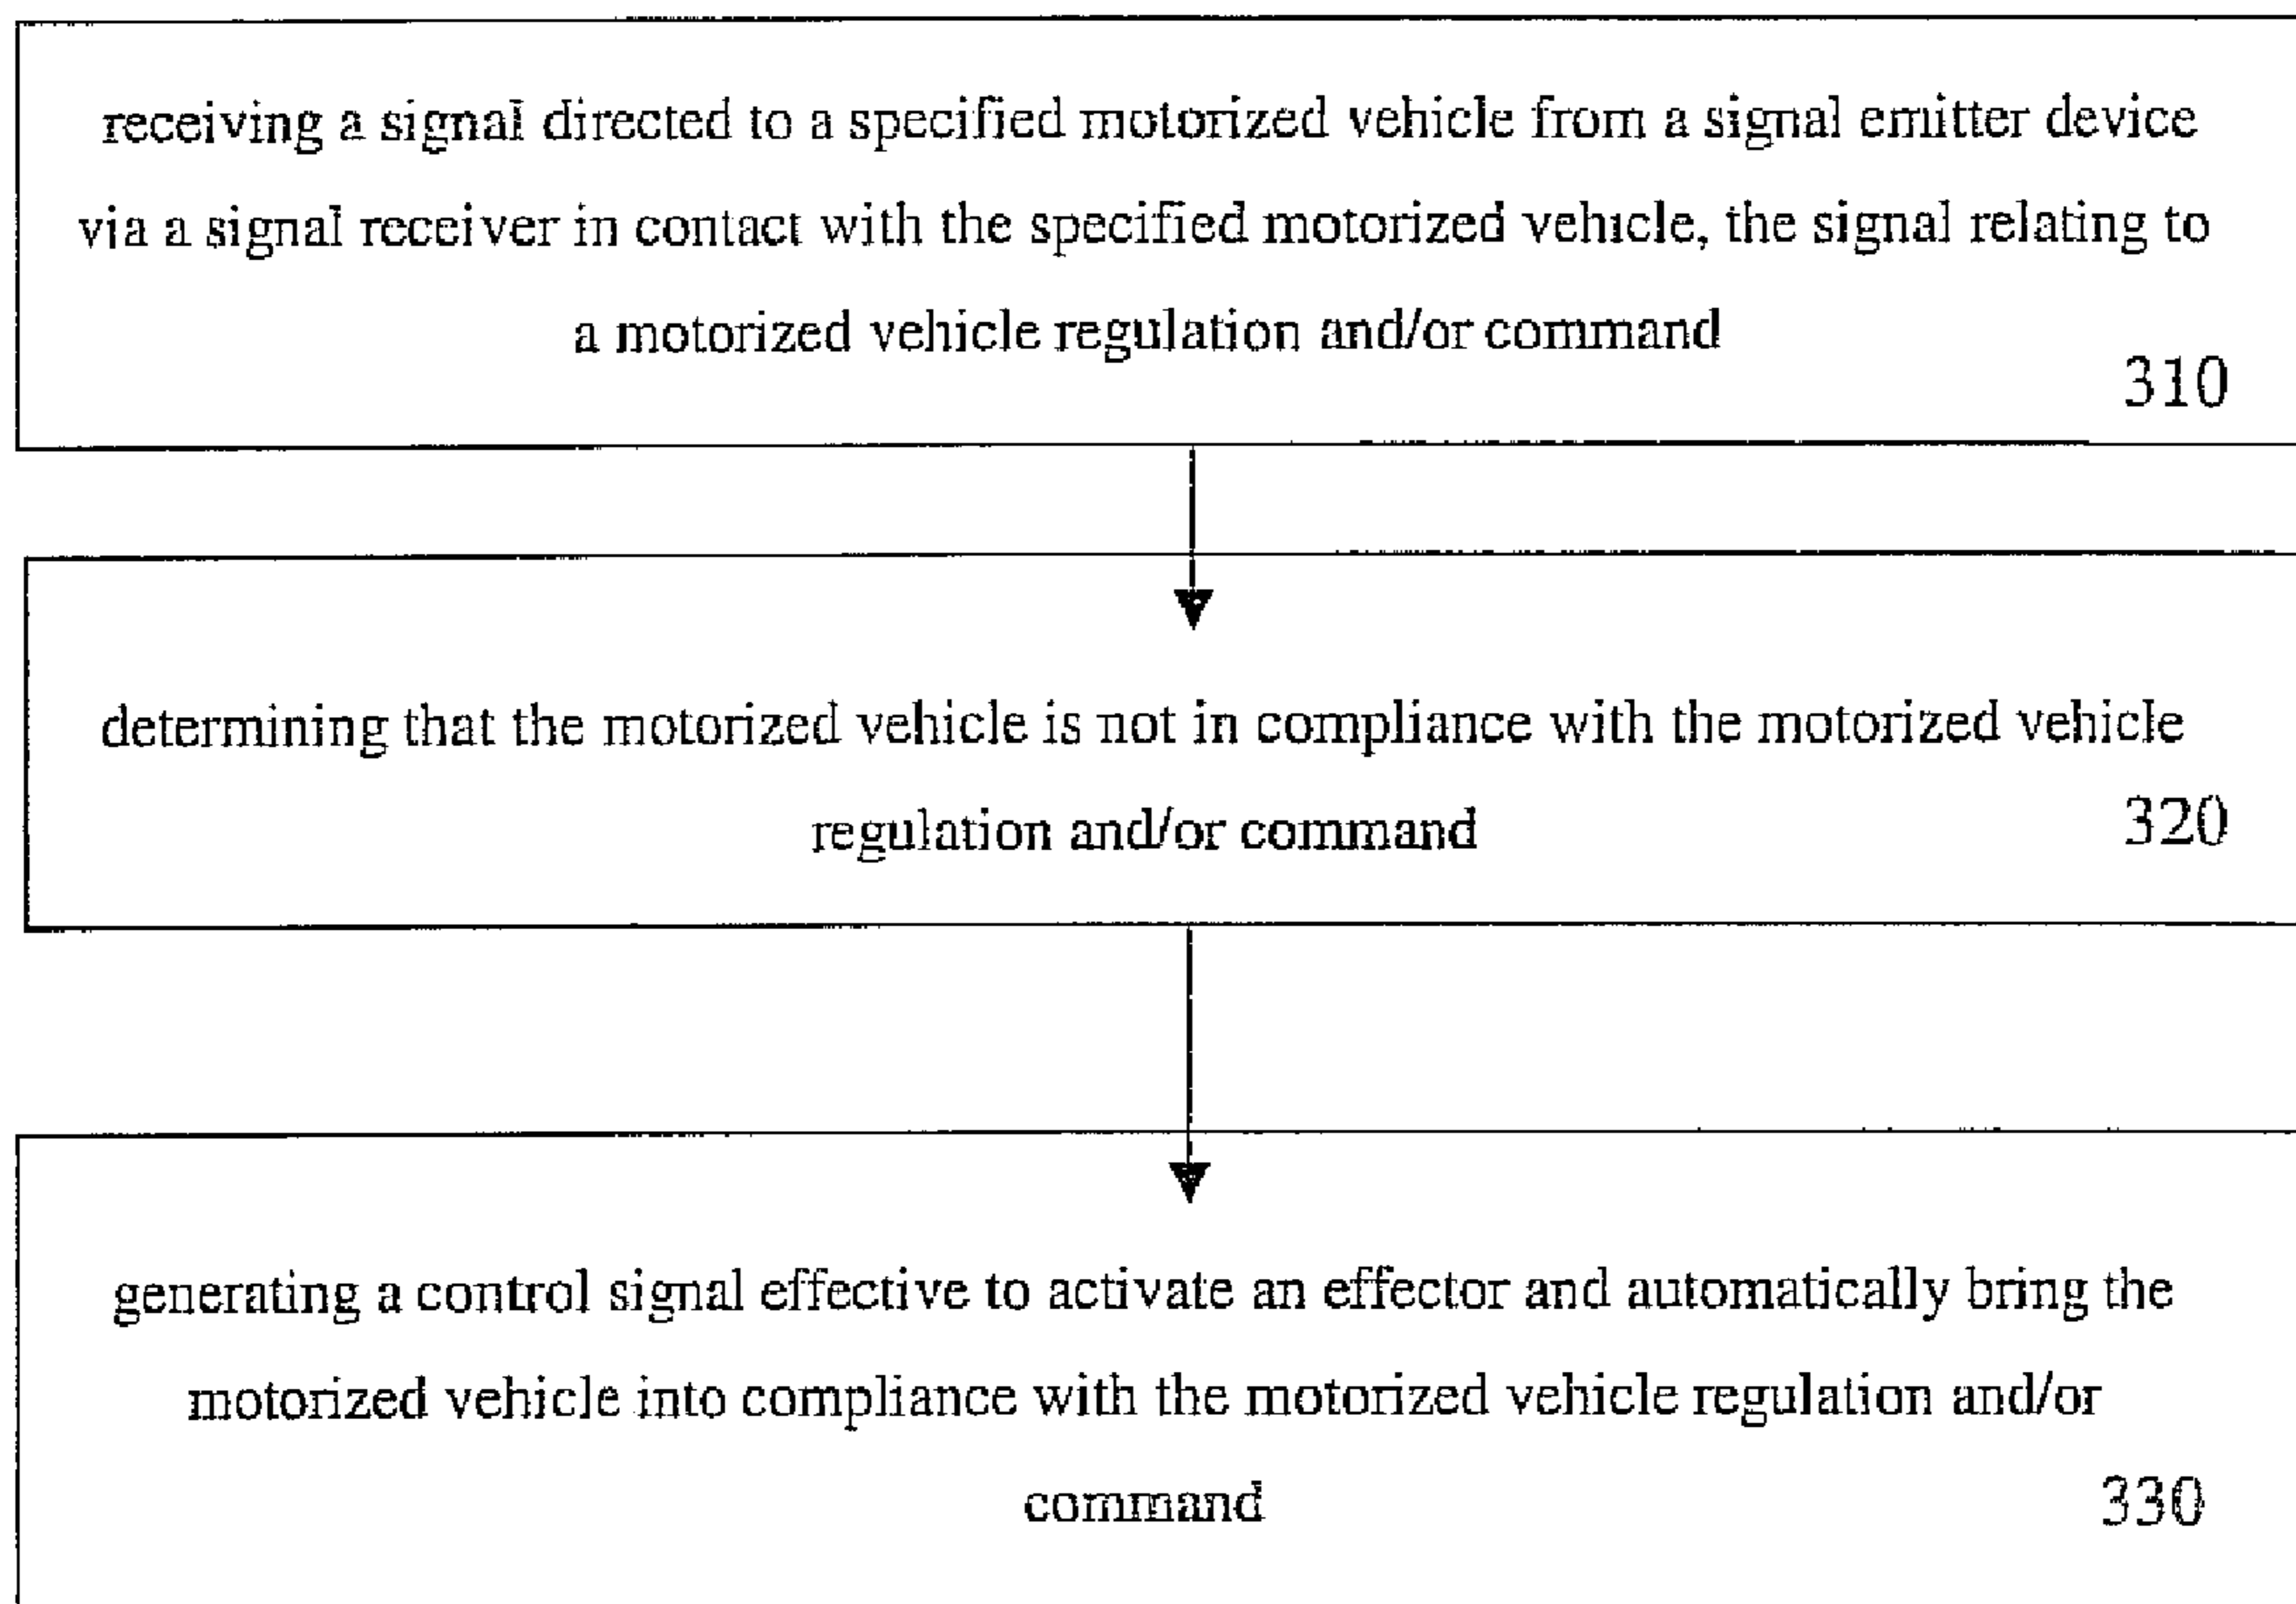 receiving a signal directed to a specified motorized vehicle from a signal emitter device
via a signal receiver in contact with the specified motorized vehicle, the signal relating to
a motorized vehicle regulation and/or command
310
determining that the motorized vehicle is not in compliance with the motorized vehicle
regulation and/or command
320
generating a control signal effective to activate an effector and automatically bring the
motorized vehicle into compliance with the motorized vehicle regulation and/or
command
330